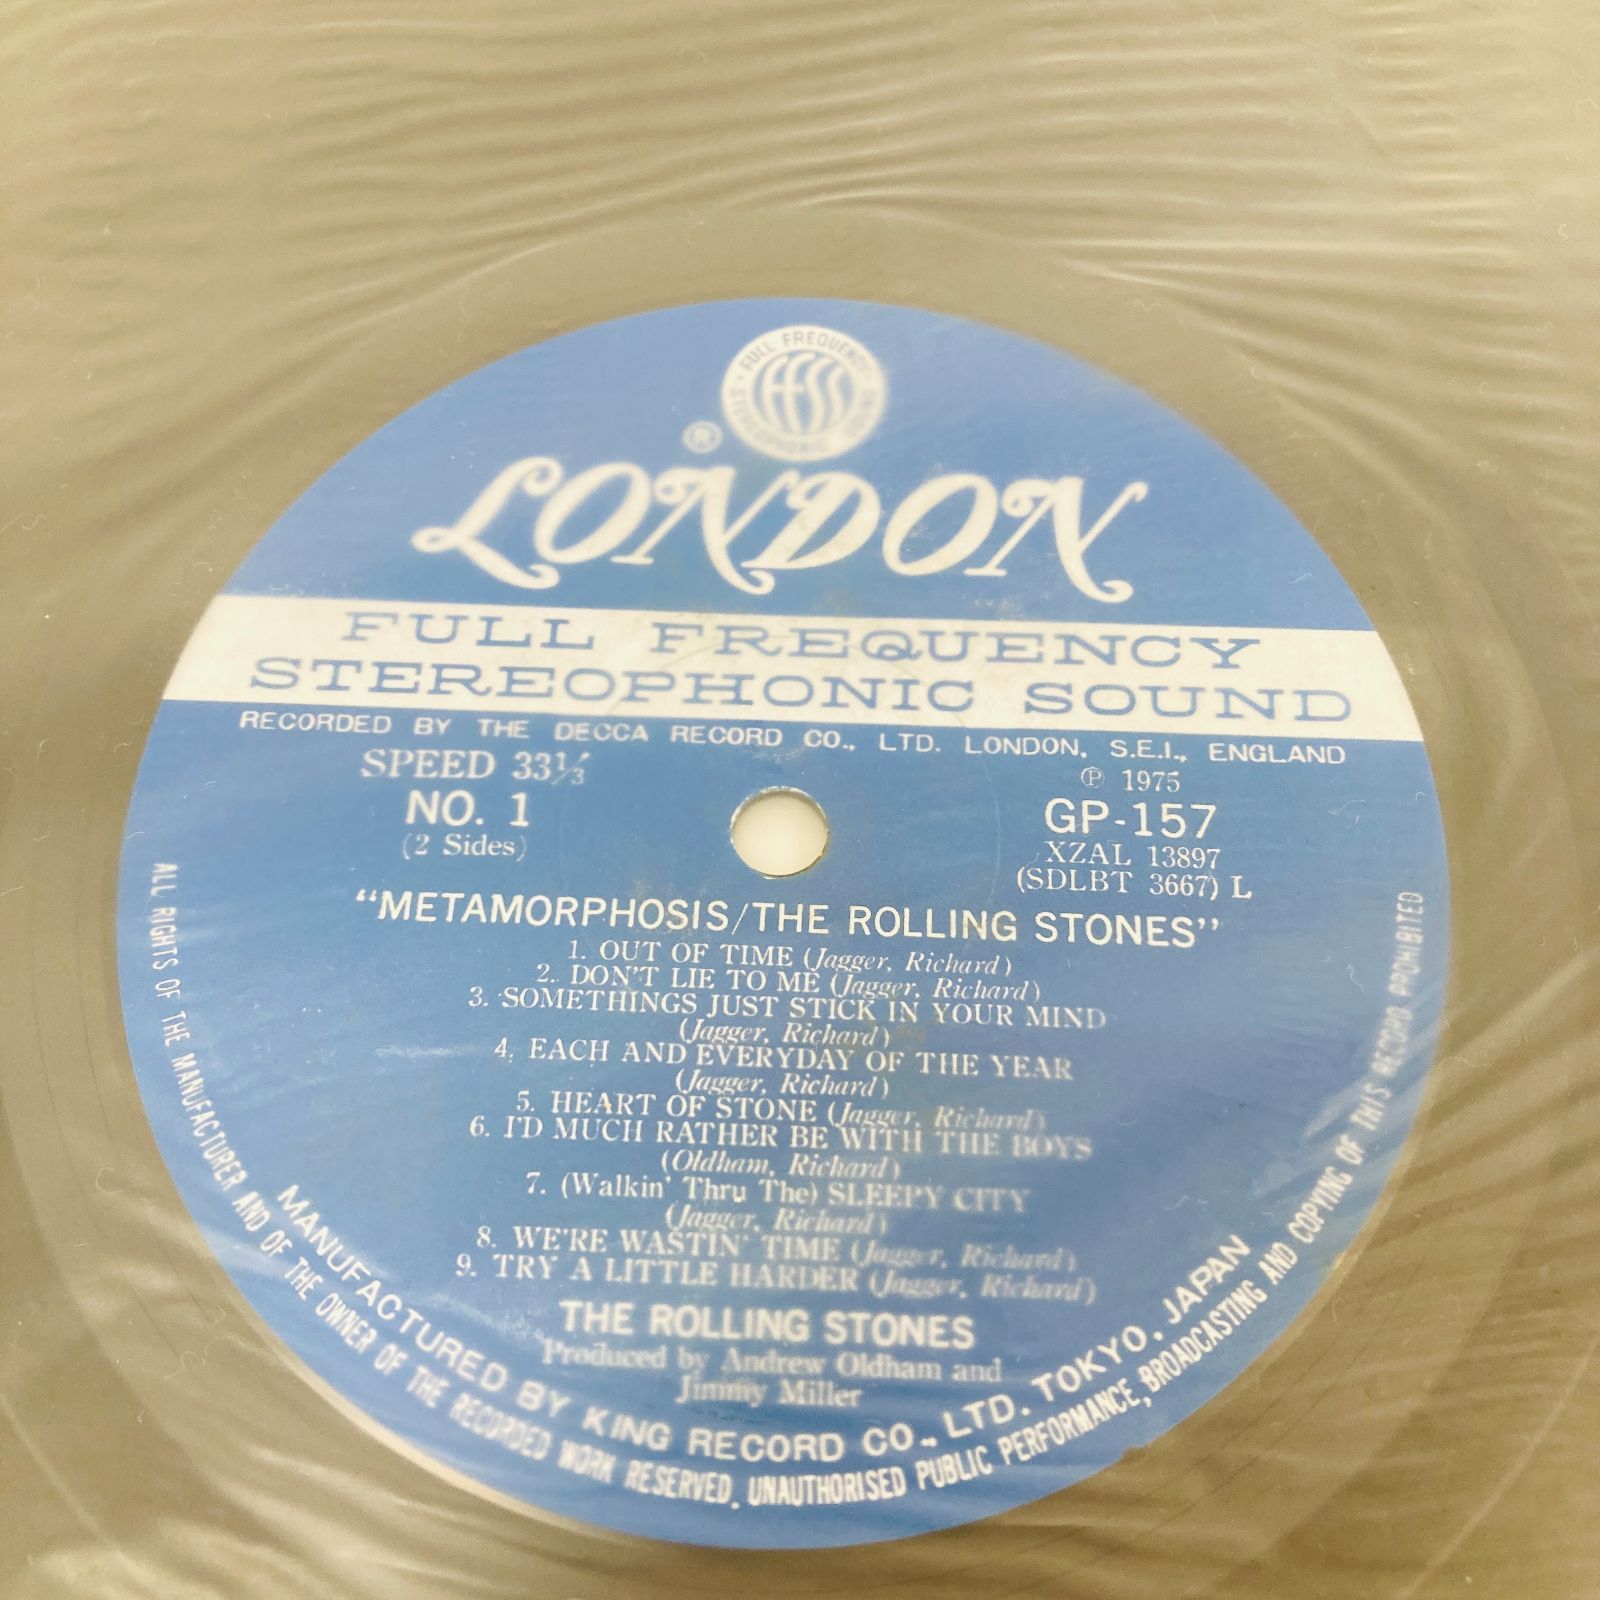 FULL FREQUENCY STEREOPHONIC SOUND
FFSS
®
LONDON
FULL FREQUENCY
STEREOPHONIC SOUND
RECORDED BY THE DECCA RECORD CO., LTD. LONDON, S.E.I., ENGLAND
SPEED 33⅓
℗ 1975
NO. 1
GP-157
(2 Sides)
XZAL 13897
(SDLBT 3667) L
"METAMORPHOSIS/THE ROLLING STONES"
1. OUT OF TIME (Jagger, Richard)
2. DON'T LIE TO ME (Jagger, Richard)
3. SOMETHINGS JUST STICK IN YOUR MIND
(Jagger, Richard)
4. EACH AND EVERYDAY OF THE YEAR
(Jagger, Richard)
5. HEART OF STONE (Jagger, Richard)
6. I'D MUCH RATHER BE WITH THE BOYS
(Oldham, Richard)
7. (Walkin' Thru The) SLEEPY CITY
(Jagger, Richard)
8. WE'RE WASTIN' TIME (Jagger, Richard)
9. TRY A LITTLE HARDER (Jagger, Richard)
THE ROLLING STONES
Produced by Andrew Oldham and
Jimmy Miller
MANUFACTURED BY KING RECORD CO., LTD. TOKYO. JAPAN
ALL RIGHTS OF THE MANUFACTURER AND OF THE OWNER OF THE RECORDED WORK RESERVED. UNAUTHORISED PUBLIC PERFORMANCE, BROADCASTING AND COPYING OF THIS RECORD PROHIBITED